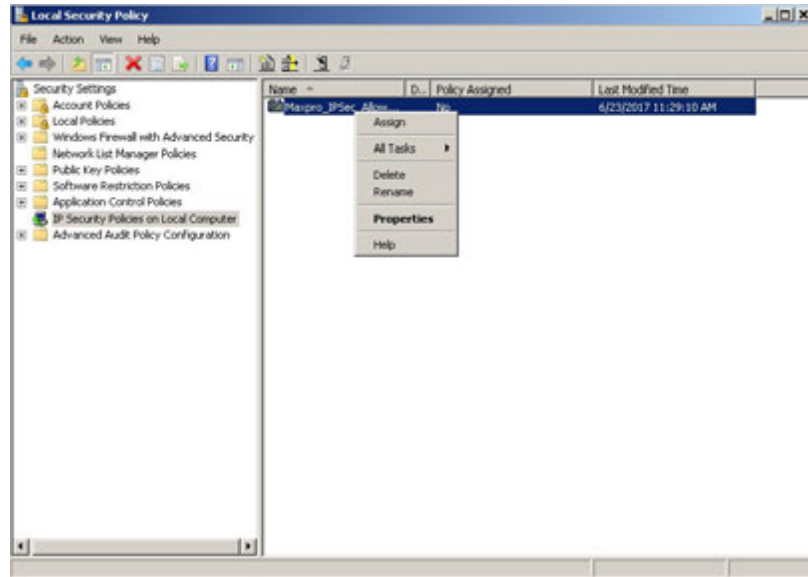 Local Security Policy
File Action View Help
Security Settings
Account Policies
Local Policies
Windows Firewall with Advanced Security
Network List Manager Policies
Public Key Policies
Software Restriction Policies
Application Control Policies
IP Security Policies on Local Computer
Advanced Audit Policy Configuration
Name D... Policy Assigned Last Modified Time
Maxpro_IPSec_Allow... No 6/23/2017 11:29:10 AM
Assign
All Tasks
Delete
Rename
Properties
Help